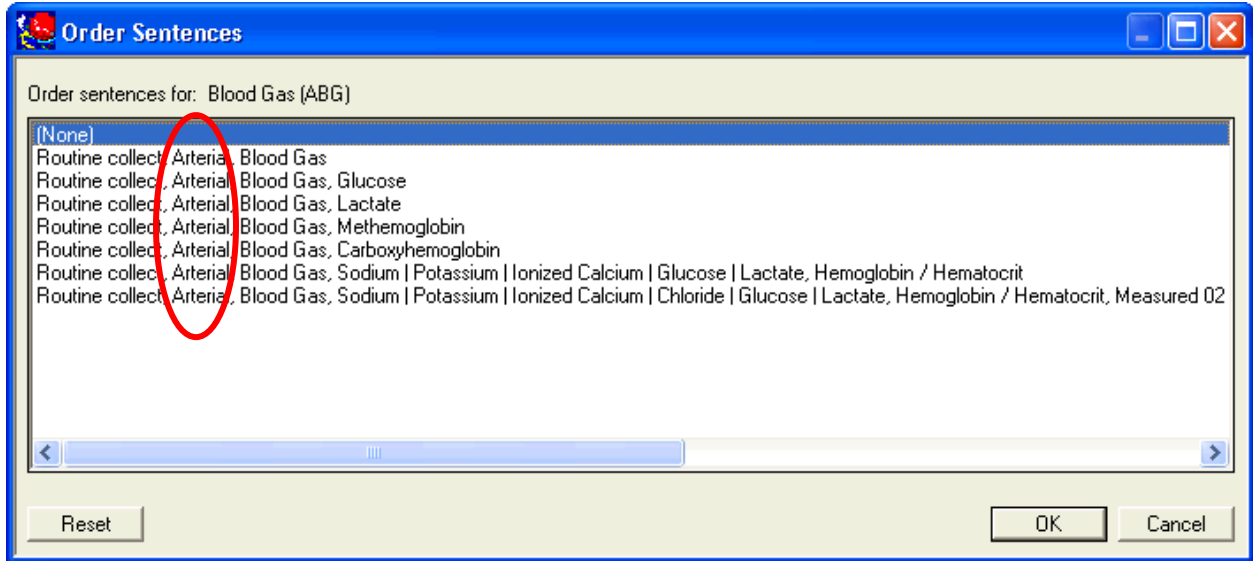 Order Sentences
Order sentences for: Blood Gas (ABG)
(None)
Routine collect, Arterial, Blood Gas
Routine collect, Arterial, Blood Gas, Glucose
Routine collect, Arterial, Blood Gas, Lactate
Routine collect, Arterial, Blood Gas, Methemoglobin
Routine collect, Arterial, Blood Gas, Carboxyhemoglobin
Routine collect, Arterial, Blood Gas, Sodium | Potassium | Ionized Calcium | Glucose | Lactate, Hemoglobin / Hematocrit
Routine collect, Arterial, Blood Gas, Sodium | Potassium | Ionized Calcium | Chloride | Glucose | Lactate, Hemoglobin / Hematocrit, Measured O2
Reset OK Cancel